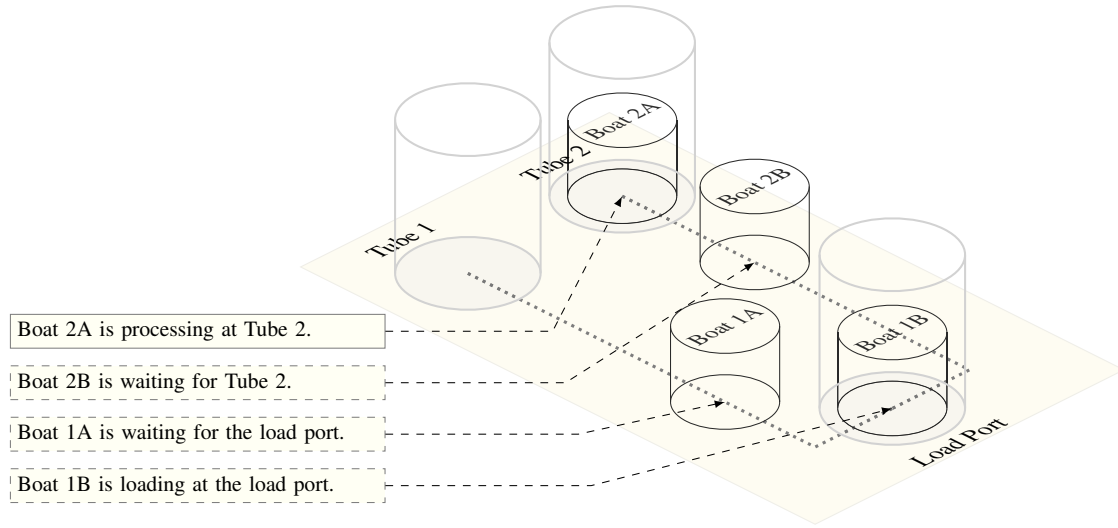 Boat 2A
Tube 2
Boat 2B
Tube 1
Boat 1A
Boat 1B
Load Port
Boat 2A is processing at Tube 2.
Boat 2B is waiting for Tube 2.
Boat 1A is waiting for the load port.
Boat 1B is loading at the load port.